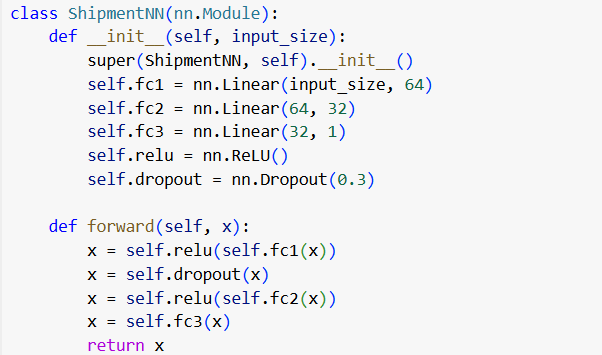 class ShipmentNN(nn.Module):
    def __init__(self, input_size):
        super(ShipmentNN, self).__init__()
        self.fc1 = nn.Linear(input_size, 64)
        self.fc2 = nn.Linear(64, 32)
        self.fc3 = nn.Linear(32, 1)
        self.relu = nn.ReLU()
        self.dropout = nn.Dropout(0.3)

    def forward(self, x):
        x = self.relu(self.fc1(x))
        x = self.dropout(x)
        x = self.relu(self.fc2(x))
        x = self.fc3(x)
        return x